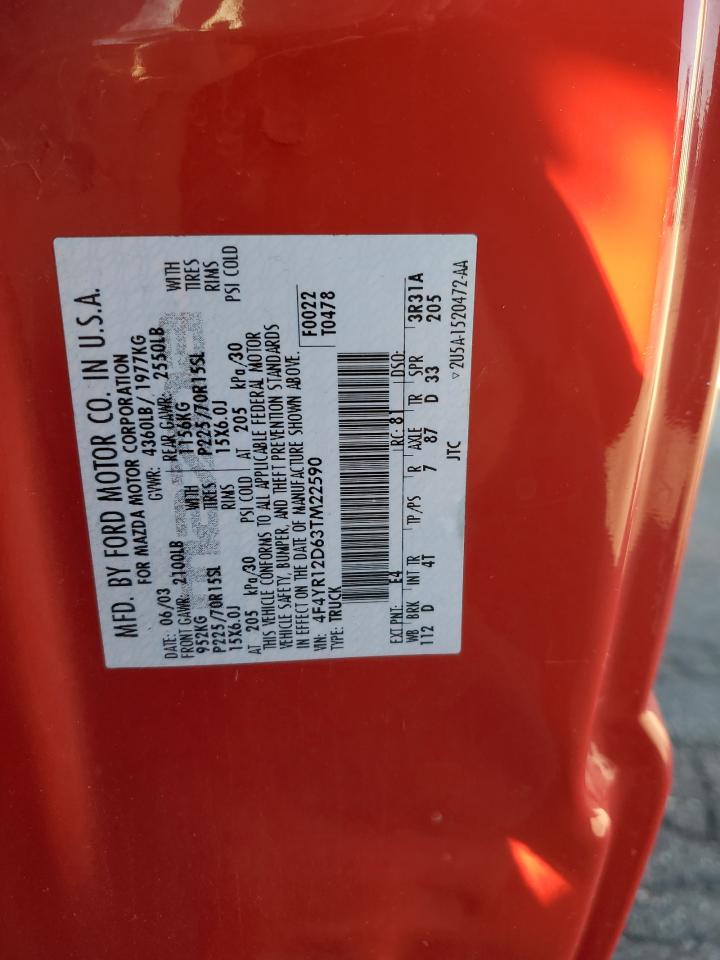 MFD. BY FORD MOTOR CO. IN U.S.A.
FOR MAZDA MOTOR CORPORATION
DATE: 06/03 GVWR: 4360LB/ 1977KG
FRONT GAWR: 2100LB REAR GAWR: 2550LB
952KG WITH 1156KG WITH
P225/70R15SL TIRES P225/70R15SL TIRES
15X6.0J RIMS 15X6.0J RIMS
AT 205 kPa/30 PSI COLD AT 205 kPa/30 PSI COLD
THIS VEHICLE CONFORMS TO ALL APPLICABLE FEDERAL MOTOR
VEHICLE SAFETY, BUMPER, AND THEFT PREVENTION STANDARDS
IN EFFECT ON THE DATE OF MANUFACTURE SHOWN ABOVE.
VIN: 4F4YR12D63TM22590 F0022
TYPE: TRUCK T0478
EXT PNT: E4 RC: 81 DSO:
WB BRK INT TR TP/PS R AXLE TR SPR 3R31A
112 D 4T 7 87 D 33 205
JTC
▽2U5A-1520472-AA